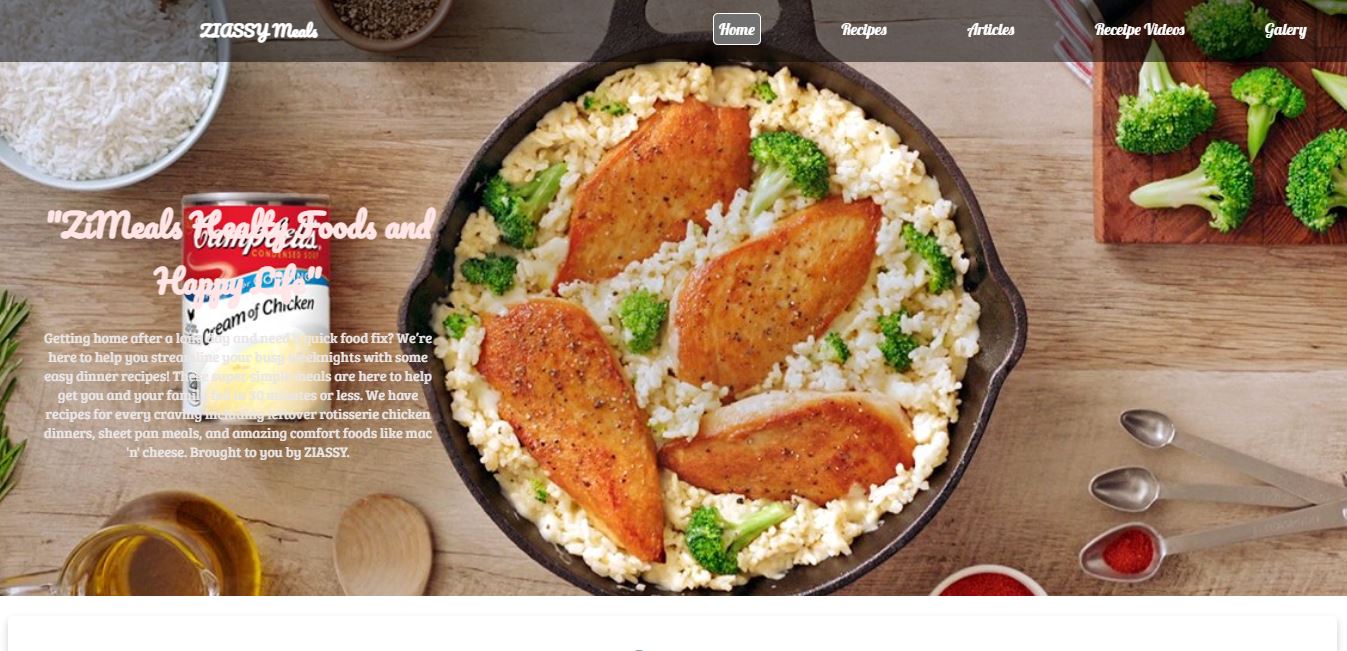 ZIASSY Meals
Home
Recipes
Articles
Receipe Videos
Galery
"ZiMeals Foods and
Happy Life"
Getting home after a long day and need a quick food fix? We're
here to help you streamline your busy weeknights with some
easy dinner recipes! These super-simple meals are here to help
get you and your family fed in 30 minutes or less. We have
recipes for every craving including leftover rotisserie chicken
dinners, sheet pan meals, and amazing comfort foods like mac
'n' cheese. Brought to you by ZIASSY.
Campbell's
CONDENSED SOUP
Cream of Chicken